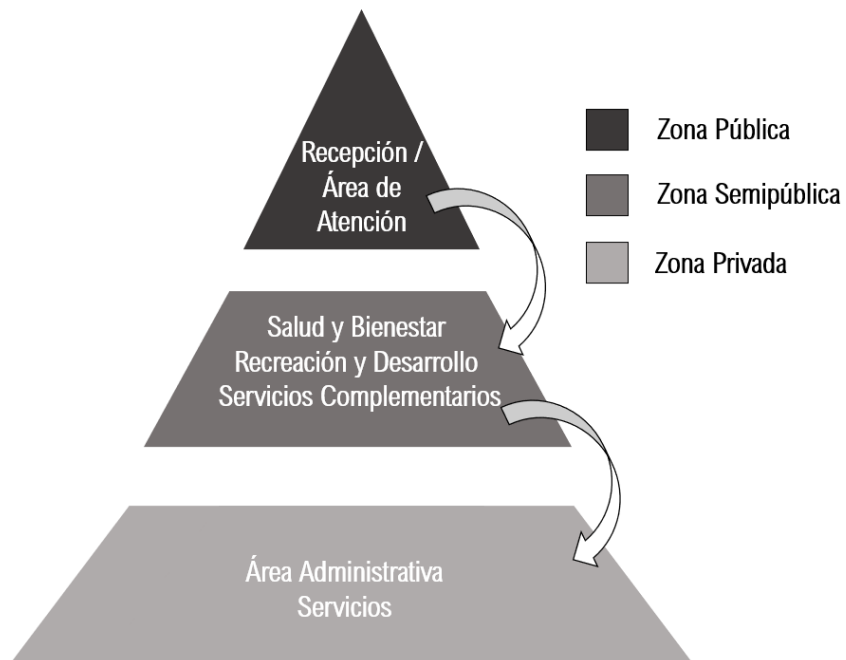 Recepción /
Área de
Atención
Zona Pública
Zona Semipública
Zona Privada
Salud y Bienestar
Recreación y Desarrollo
Servicios Complementarios
Área Administrativa
Servicios